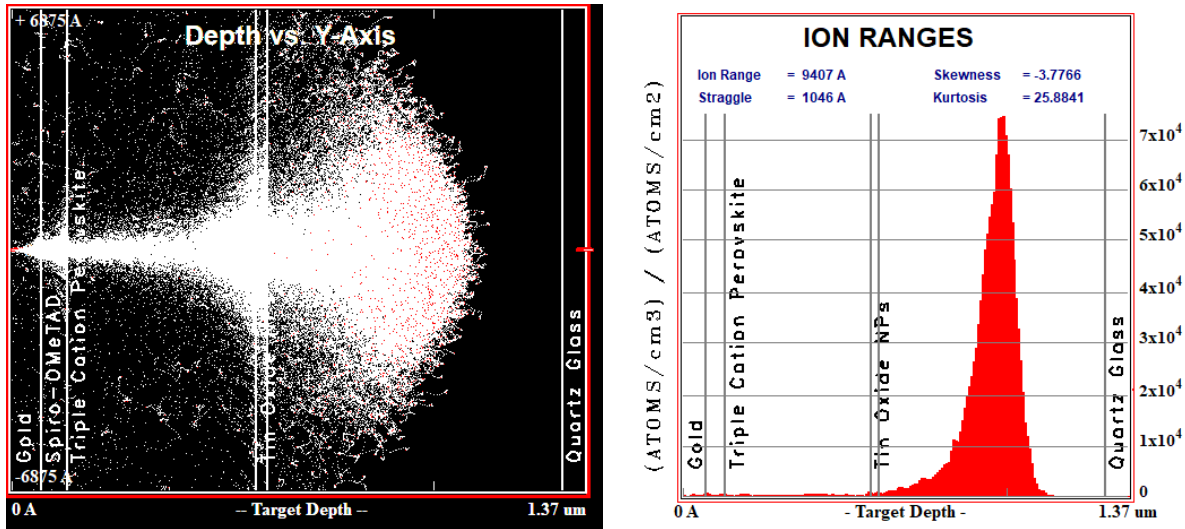 + 6875 A
Depth vs. Y-Axis
Gold
Spiro-OMeTAD
Triple Cation Perovskite
Tin Oxide
Quartz Glass
-6875 A
0 A
-- Target Depth --
1.37 um
ION RANGES
Ion Range = 9407 A
Skewness = -3.7766
Straggle = 1046 A
Kurtosis = 25.8841
(ATOMS/cm3) / (ATOMS/cm2)
Gold
Triple Cation Perovskite
Tin Oxide NPs
Quartz Glass
7x10⁴
6x10⁴
5x10⁴
4x10⁴
3x10⁴
2x10⁴
1x10⁴
0
0 A
- Target Depth -
1.37 um